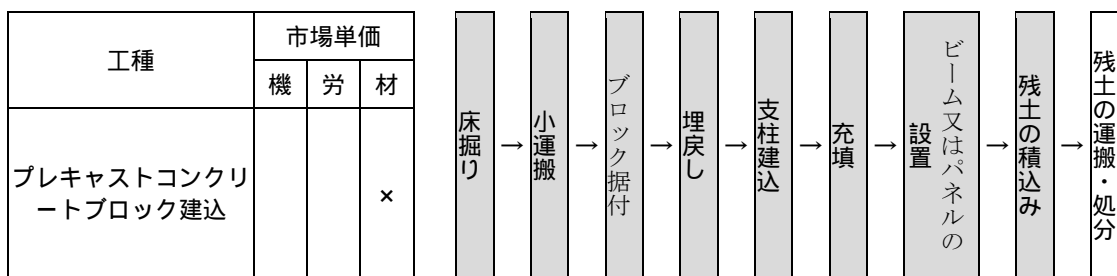 工種
市場単価
機
労
材
プレキャストコンクリ
ートブロック建込
×
床掘り
→
小運搬
→
ブロック据付
→
埋戻し
→
支柱建込
→
充填
→
ビーム又はパネルの
設置
→
残土の積込み
→
残土の運搬・処分